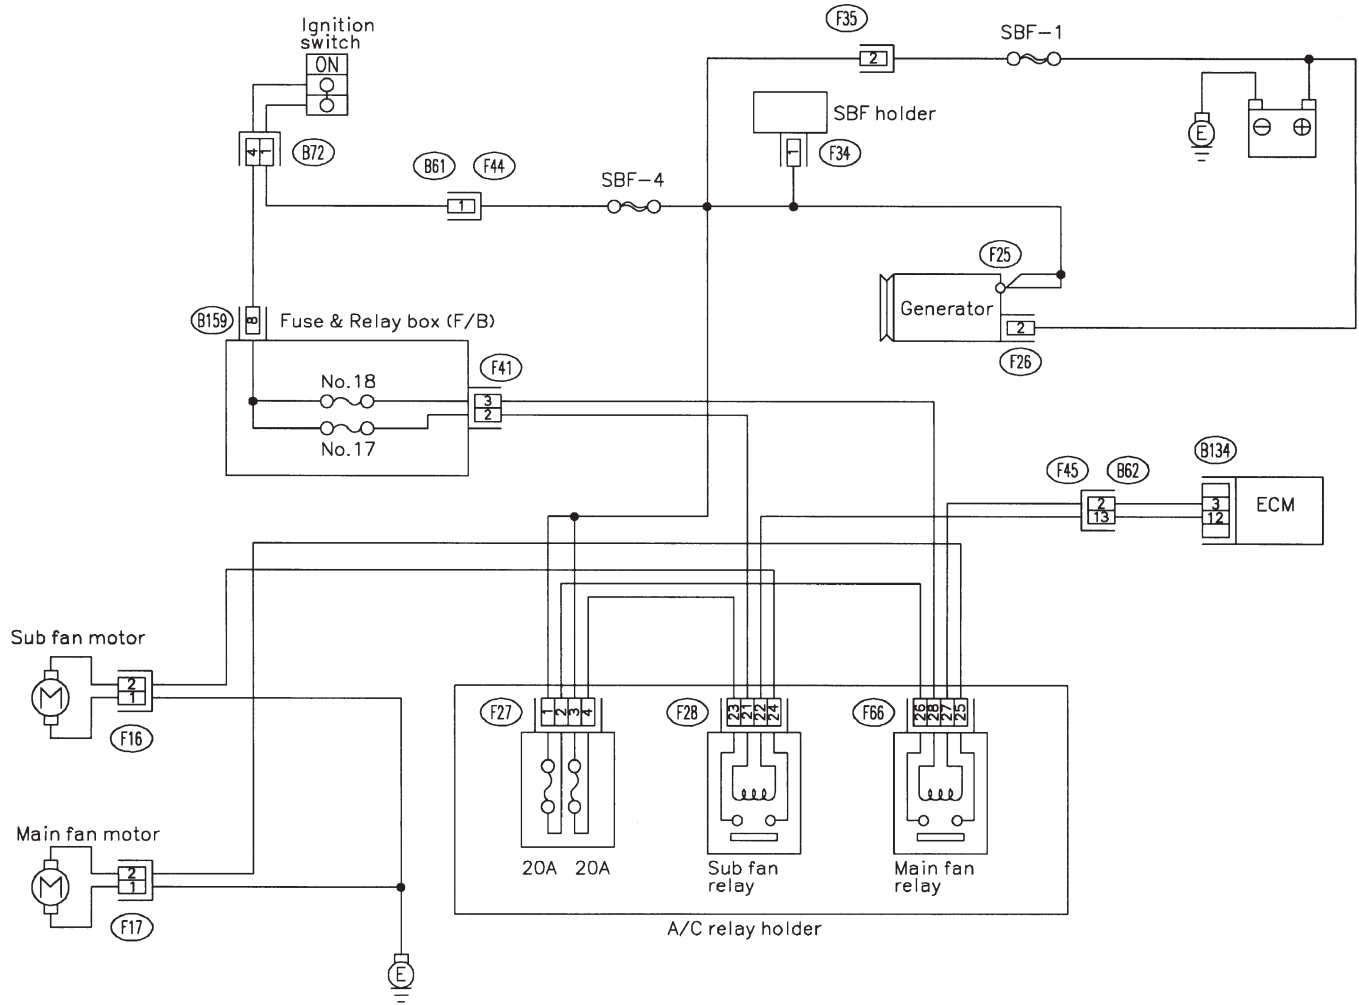 Ignition
switch
ON
4 1
B72
B61
F44
1
SBF-4
F35
2
SBF-1
SBF holder
1
F34
E
F25
Generator
2
F26
B159
8
Fuse & Relay box (F/B)
No.18
No.17
F41
3
2
F45
B62
2
13
B134
3
12
ECM
Sub fan motor
M
2
1
F16
Main fan motor
M
2
1
F17
E
F27
1 2 3 4
20A 20A
F28
23 21 22 24
Sub fan
relay
F66
26 28 27 25
Main fan
relay
A/C relay holder